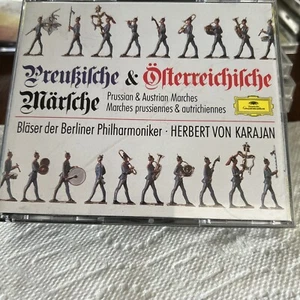 Preußische & Österreichische
Märsche
Prussian & Austrian Marches
Marches prussiennes & autrichiennes
Bläser der Berliner Philharmoniker · HERBERT VON KARAJAN